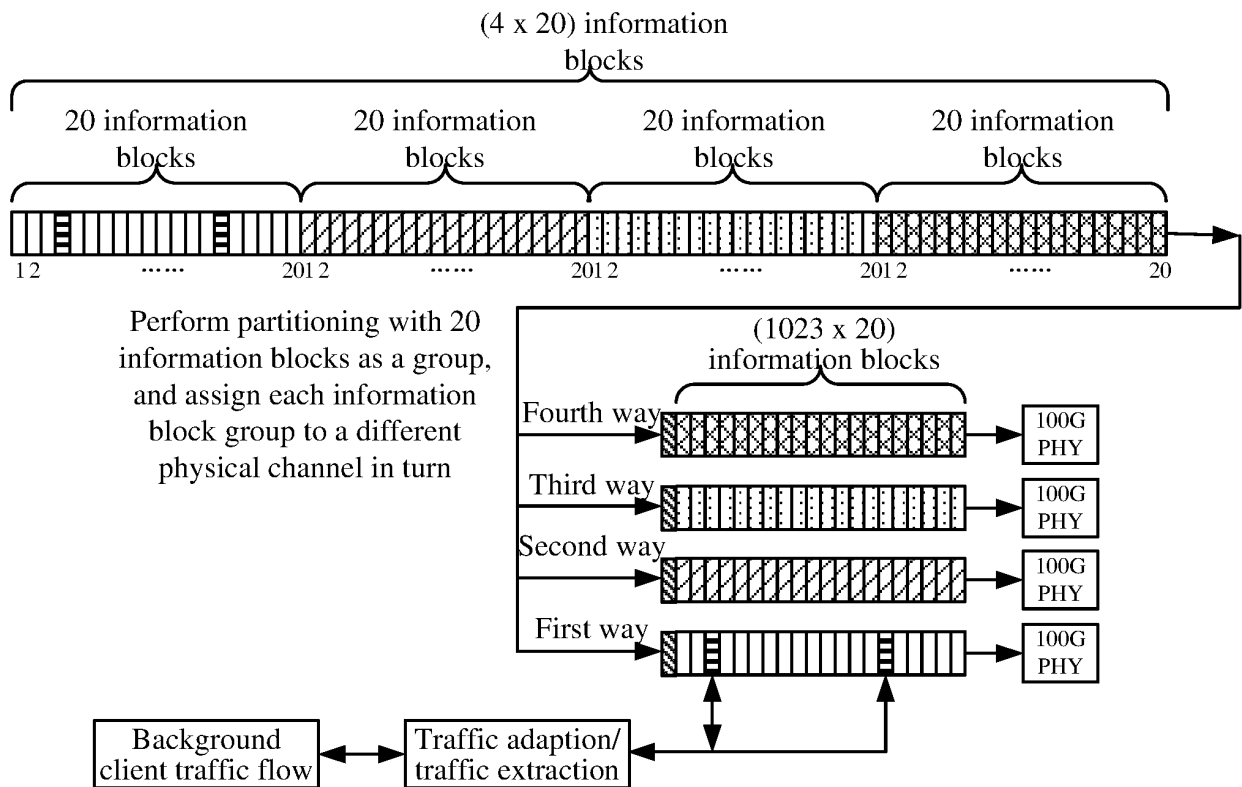 (4 x 20) information
blocks
20 information
blocks
20 information
blocks
20 information
blocks
20 information
blocks
1 2 ······ 20 1 2 ······ 20 1 2 ······ 20 1 2 ······ 20
Perform partitioning with 20
information blocks as a group,
and assign each information
block group to a different
physical channel in turn
(1023 x 20)
information blocks
Fourth way
100G
PHY
Third way
100G
PHY
Second way
100G
PHY
First way
100G
PHY
Background
client traffic flow
Traffic adaption/
traffic extraction